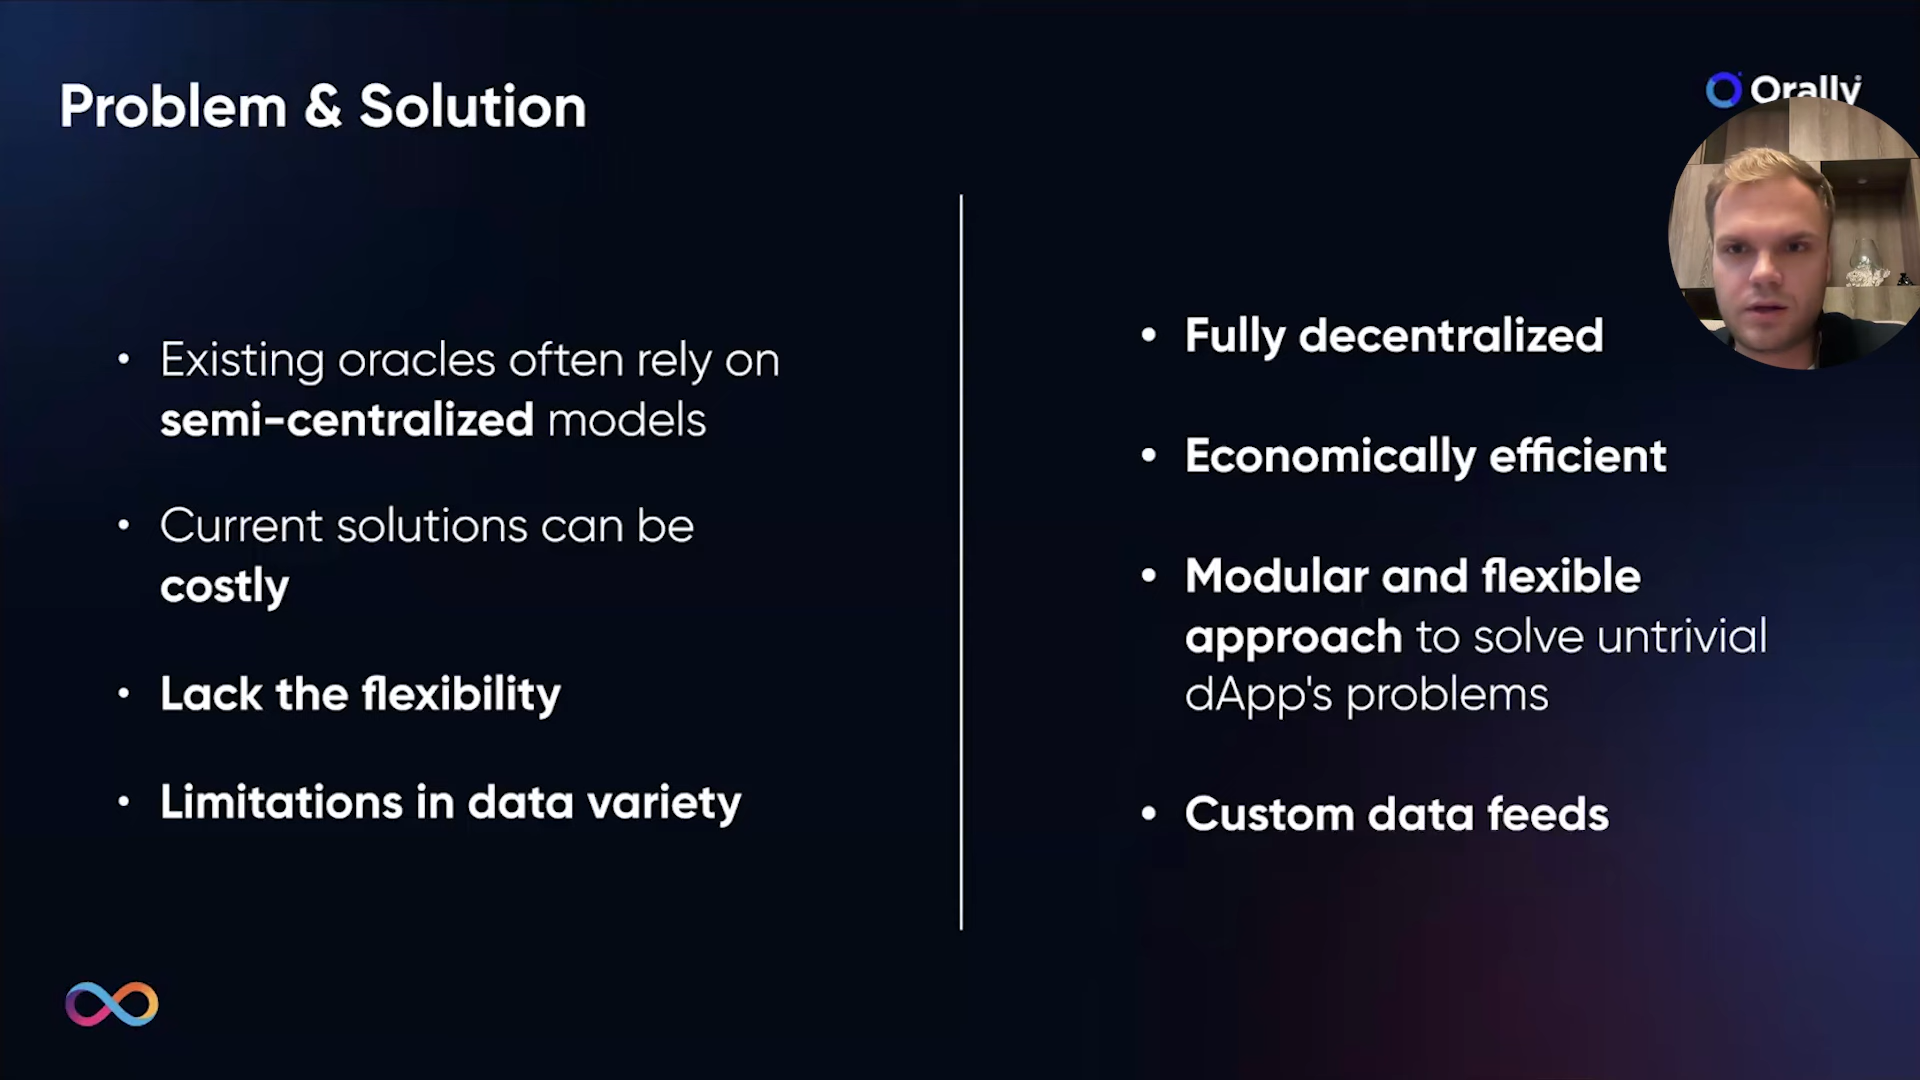 Problem & Solution
Orally
Existing oracles often rely on
semi-centralized models
Current solutions can be
costly
Lack the flexibility
Limitations in data variety
Fully decentralized
Economically efficient
Modular and flexible
approach to solve untrivial
dApp's problems
Custom data feeds